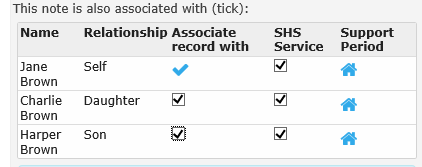 This note is also associated with (tick):
Name Relationship Associate record with SHS Service Support Period
Jane Brown Self
Charlie Brown Daughter
Harper Brown Son